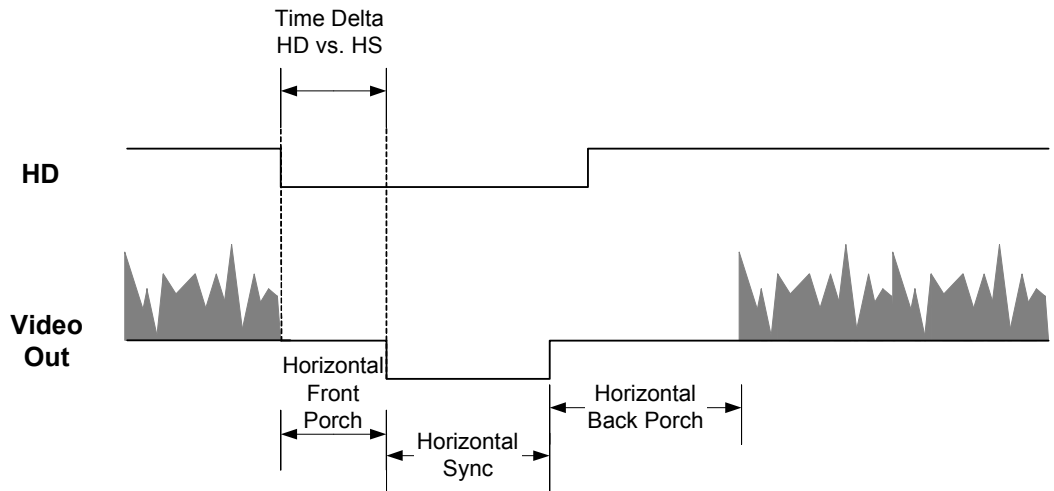 Time Delta
HD vs. HS
HD
Video
Out
Horizontal
Front
Porch
Horizontal
Sync
Horizontal
Back Porch